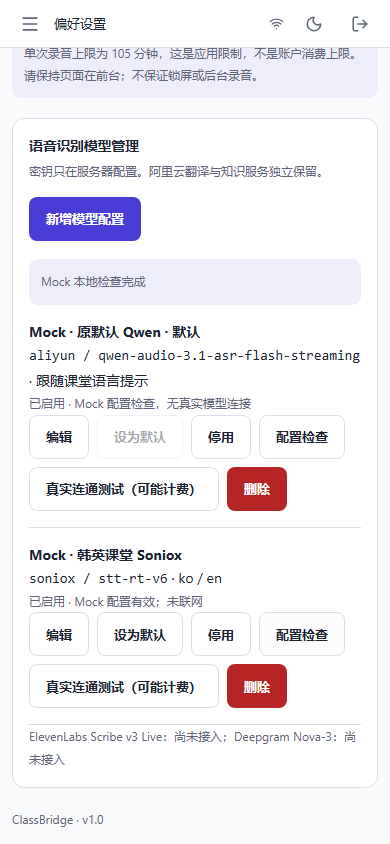 偏好设置
单次录音上限为 105 分钟，这是应用限制，不是账户消费上限。
请保持页面在前台；不保证锁屏或后台录音。
语音识别模型管理
密钥只在服务器配置。阿里云翻译与知识服务独立保留。
新增模型配置
Mock 本地检查完成
Mock · 原默认 Qwen · 默认
aliyun / qwen-audio-3.1-asr-flash-streaming
· 跟随课堂语言提示
已启用 · Mock 配置检查，无真实模型连接
编辑 设为默认 停用 配置检查
真实连通测试（可能计费） 删除
Mock · 韩英课堂 Soniox
soniox / stt-rt-v6 · ko / en
已启用 · Mock 配置有效；未联网
编辑 设为默认 停用 配置检查
真实连通测试（可能计费） 删除
ElevenLabs Scribe v3 Live：尚未接入；Deepgram Nova-3：尚
未接入
ClassBridge · v1.0